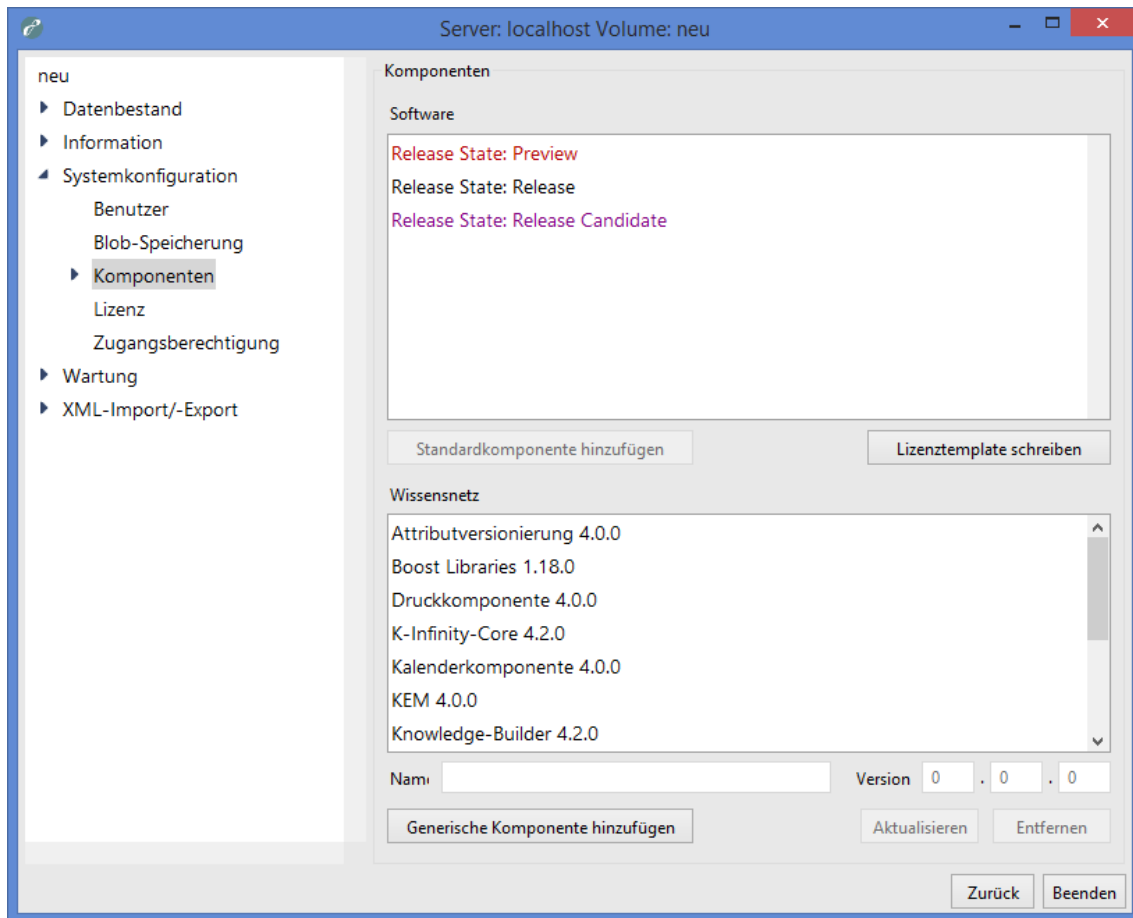 Server: localhost Volume: neu
neu
Datenbestand
Information
Systemkonfiguration
Benutzer
Blob-Speicherung
Komponenten
Lizenz
Zugangsberechtigung
Wartung
XML-Import/-Export
Komponenten
Software
Release State: Preview
Release State: Release
Release State: Release Candidate
Standardkomponente hinzufügen
Lizenztemplate schreiben
Wissensnetz
Attributversionierung 4.0.0
Boost Libraries 1.18.0
Druckkomponente 4.0.0
K-Infinity-Core 4.2.0
Kalenderkomponente 4.0.0
KEM 4.0.0
Knowledge-Builder 4.2.0
Name Version 0 . 0 . 0
Generische Komponente hinzufügen
Aktualisieren
Entfernen
Zurück
Beenden